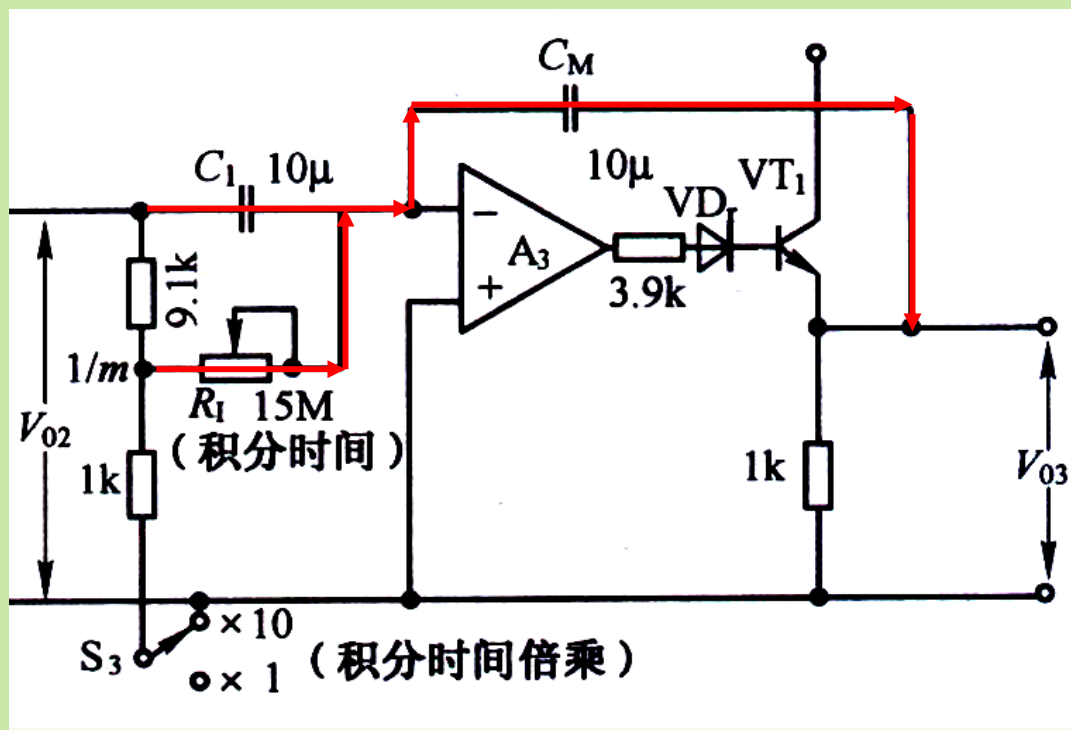 C_M
C_1 10μ
10μ
VT_1
VD
−
A_3
+
3.9k
9.1k
1/m
R_I 15M
(积分时间)
V_02
1k
1k
V_03
× 10
S_3
(积分时间倍乘)
× 1